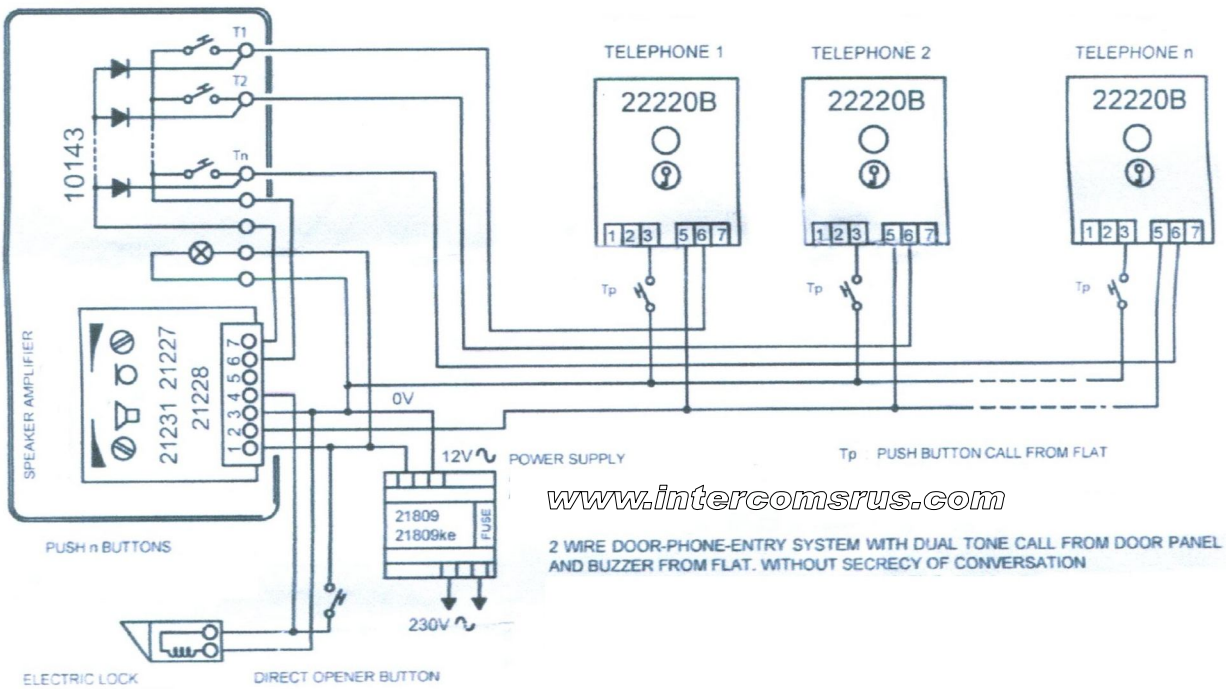 T1
T2
Tn
10143
TELEPHONE 1
22220B
1 2 3 5 6 7
Tp
TELEPHONE 2
22220B
1 2 3 5 6 7
Tp
TELEPHONE n
22220B
1 2 3 5 6 7
Tp
SPEAKER AMPLIFIER
21231 21227
21228
7
6
5
4
3
2
1
0V
12V
POWER SUPPLY
21809
21809ke
FUSE
230V
Tp PUSH BUTTON CALL FROM FLAT
www.intercomsrus.com
2 WIRE DOOR-PHONE-ENTRY SYSTEM WITH DUAL TONE CALL FROM DOOR PANEL
AND BUZZER FROM FLAT. WITHOUT SECRECY OF CONVERSATION
PUSH n BUTTONS
ELECTRIC LOCK
DIRECT OPENER BUTTON